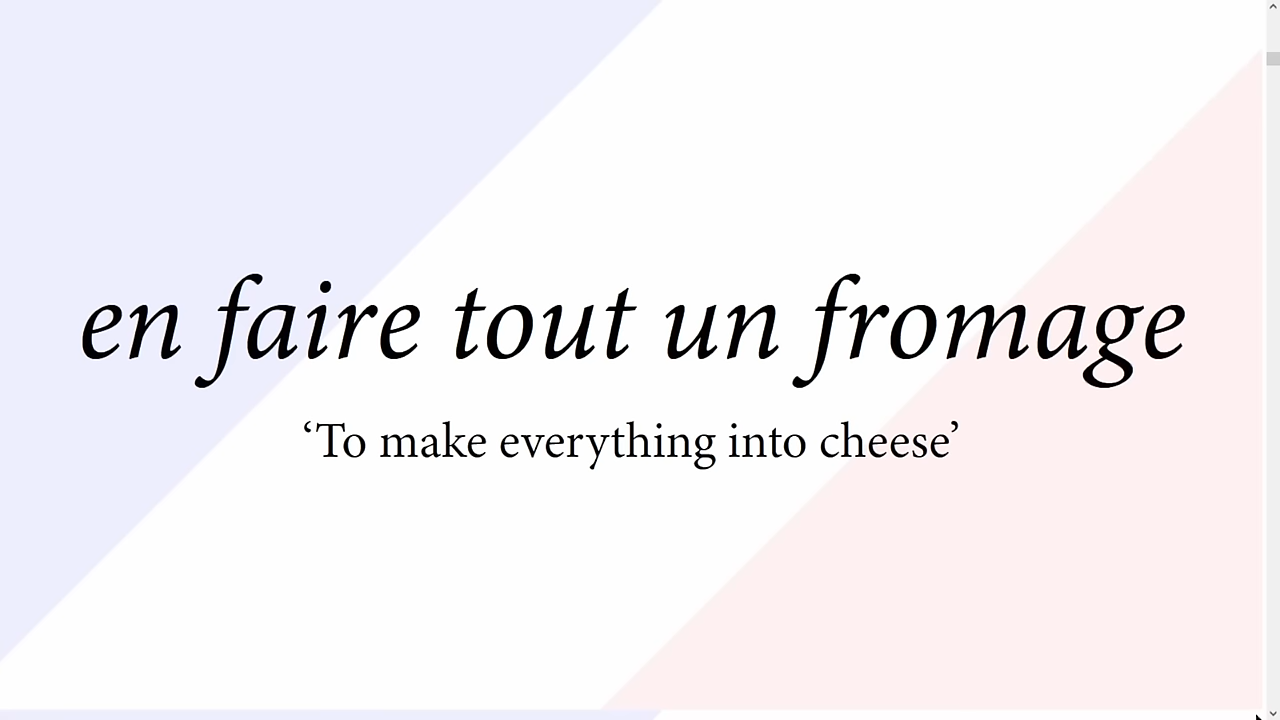 en faire tout un fromage
‘To make everything into cheese’